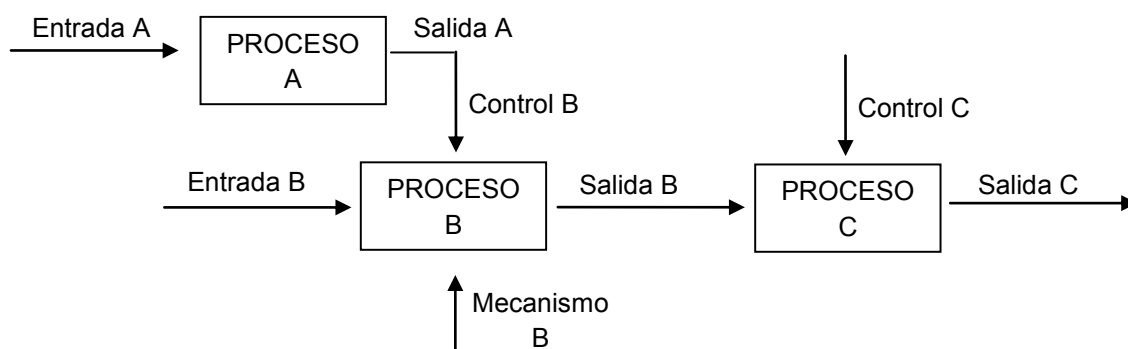 Entrada A
PROCESO
A
Salida A
Control B
Control C
Entrada B
PROCESO
B
Salida B
PROCESO
C
Salida C
Mecanismo
B